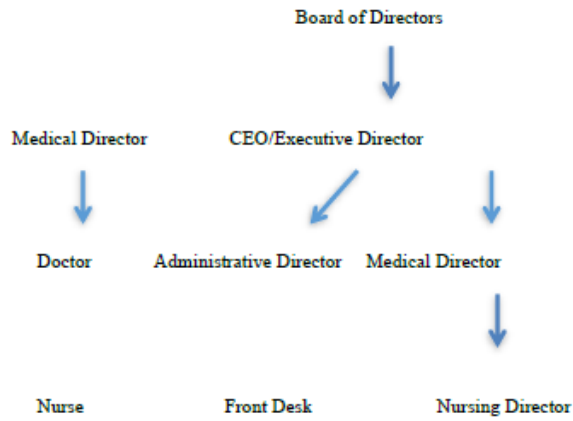 Board of Directors
Medical Director CEO/Executive Director
Doctor Administrative Director Medical Director
Nurse Front Desk Nursing Director